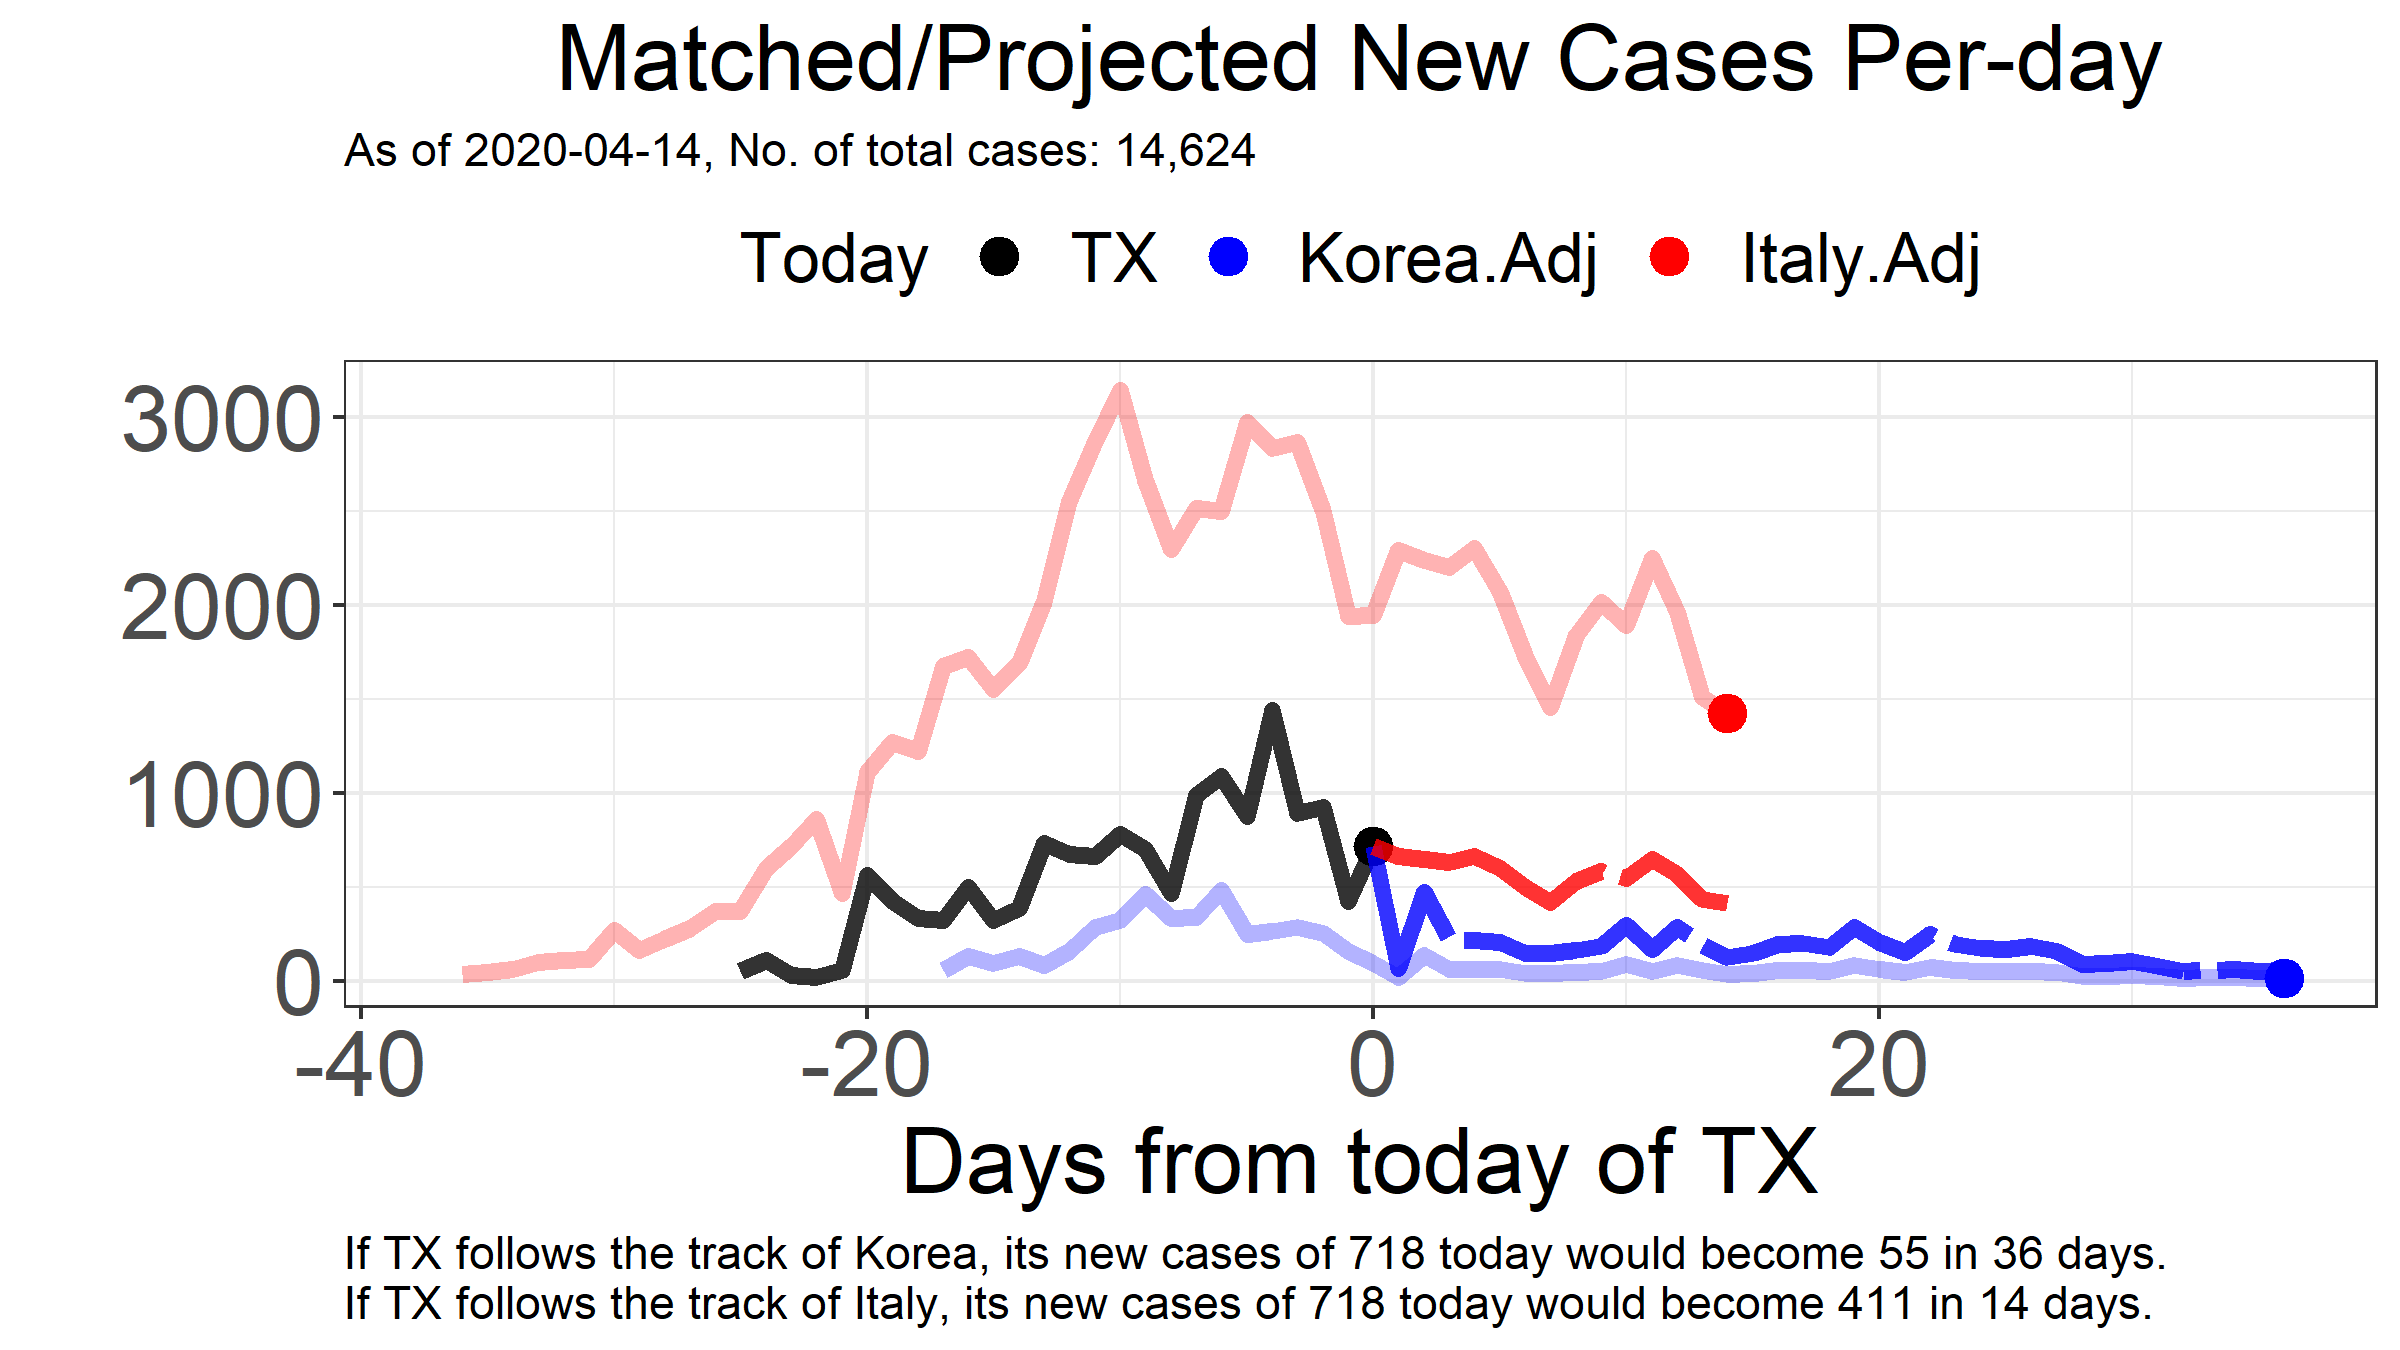 Matched/Projected New Cases Per-day
As of 2020-04-14, No. of total cases: 14,624
Today TX Korea.Adj Italy.Adj
3000
2000
1000
0
-40 -20 0 20
Days from today of TX
If TX follows the track of Korea, its new cases of 718 today would become 55 in 36 days.
If TX follows the track of Italy, its new cases of 718 today would become 411 in 14 days.